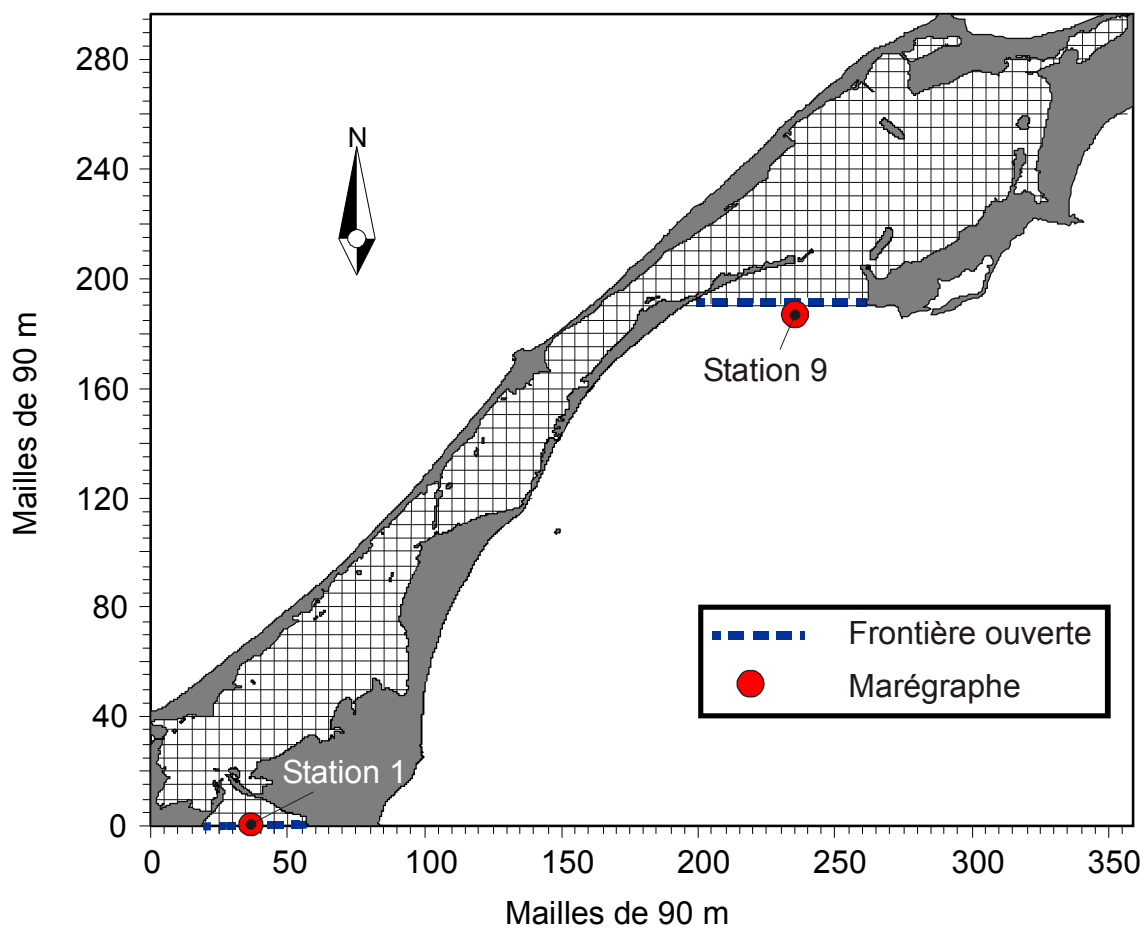 280
240
200
160
120
80
40
0
Mailles de 90 m
N
Station 9
Frontière ouverte
Marégraphe
Station 1
0 50 100 150 200 250 300 350
Mailles de 90 m